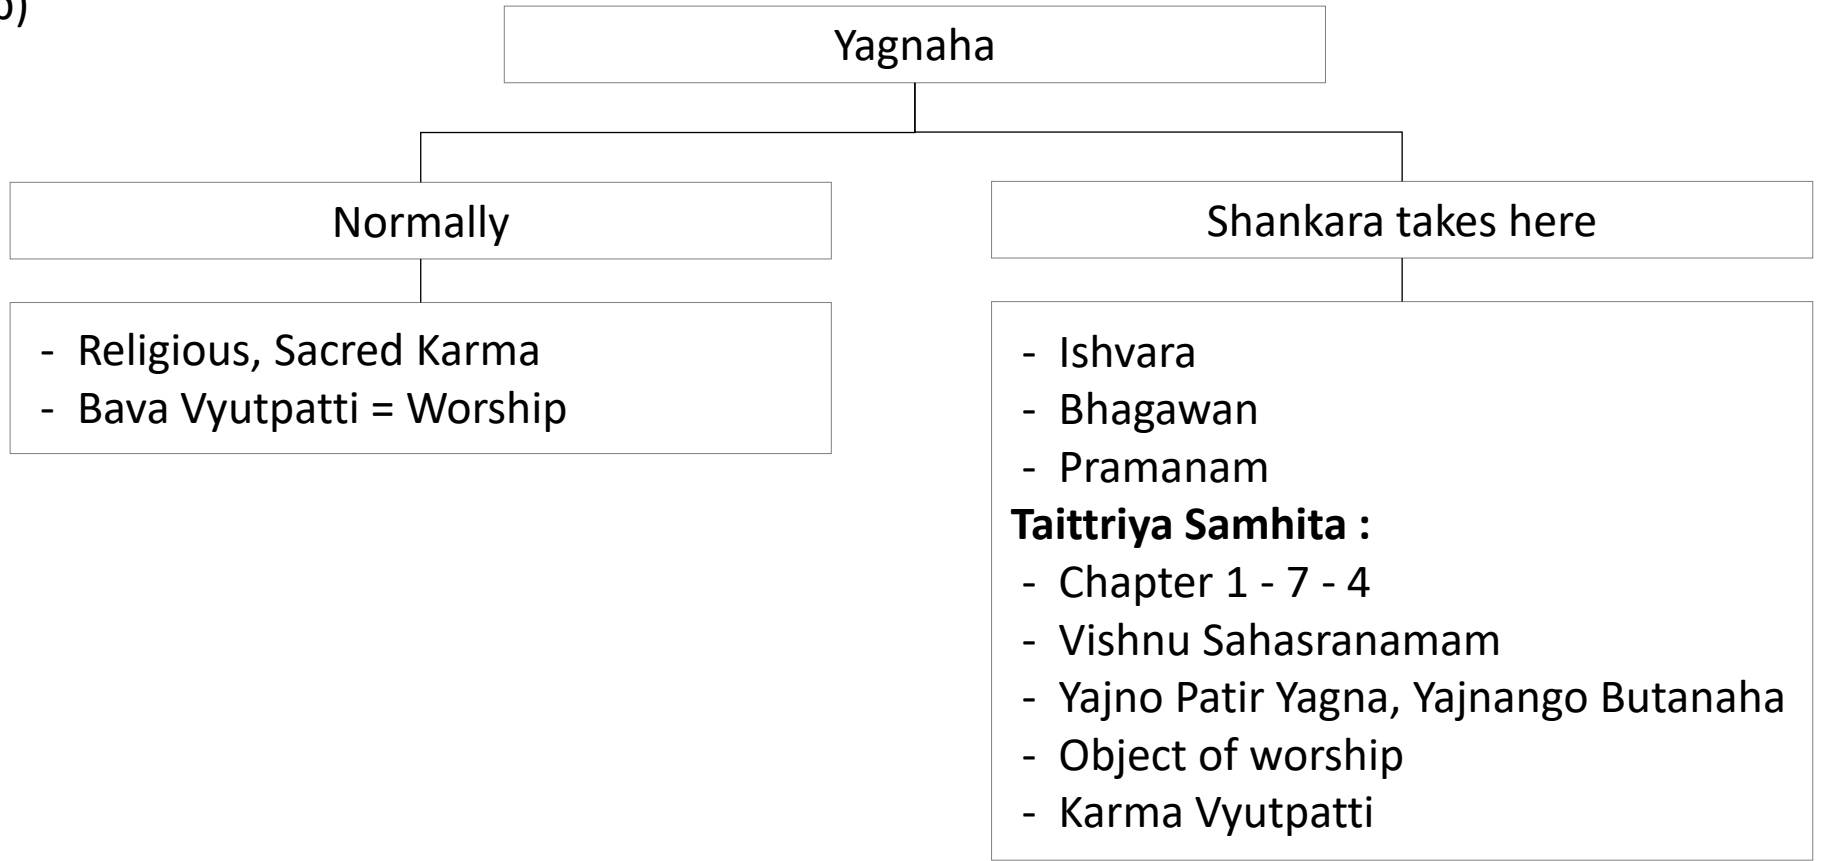 b)
Yagnaha
Normally
- Religious, Sacred Karma
- Bava Vyutpatti = Worship
Shankara takes here
- Ishvara
- Bhagawan
- Pramanam
Taittriya Samhita :
- Chapter 1 - 7 - 4
- Vishnu Sahasranamam
- Yajno Patir Yagna, Yajnango Butanaha
- Object of worship
- Karma Vyutpatti